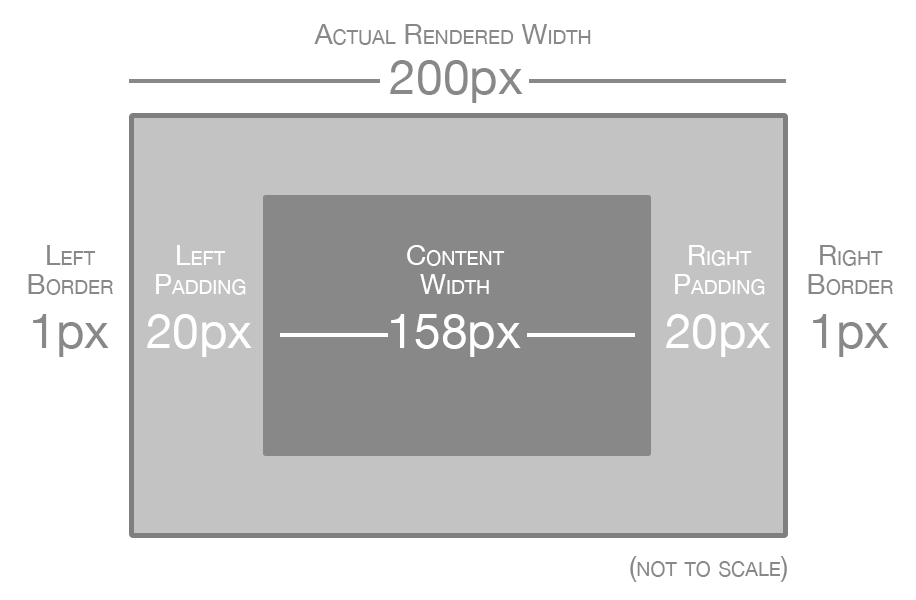 Actual Rendered Width
200px
Left
Border
1px
Left
Padding
20px
Content
Width
158px
Right
Padding
20px
Right
Border
1px
(not to scale)